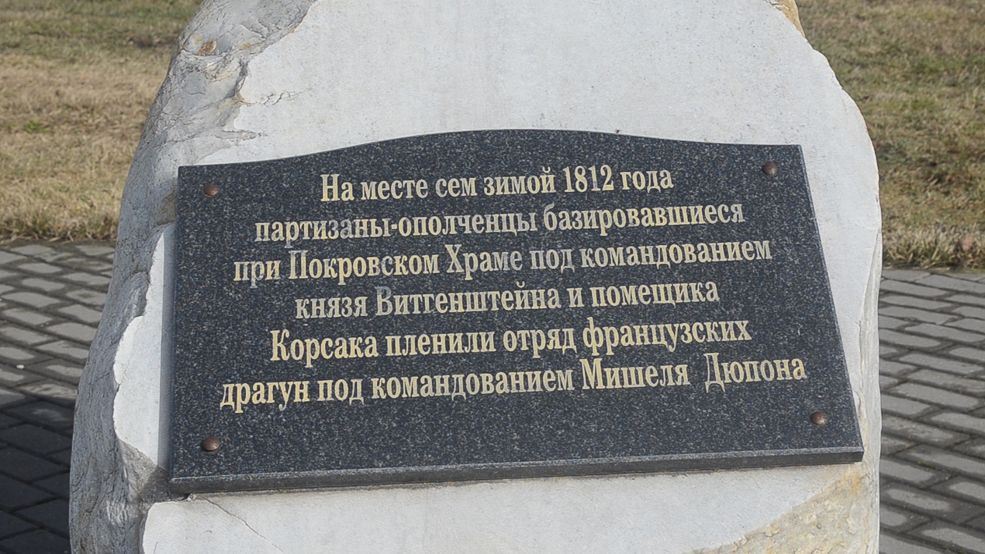 На месте сем зимой 1812 года
партизаны-ополченцы базировавшиеся
при Покровском Храме под командованием
князя Витгенштейна и помещика
Корсака пленили отряд французских
драгун под командованием Мишеля Дюпона